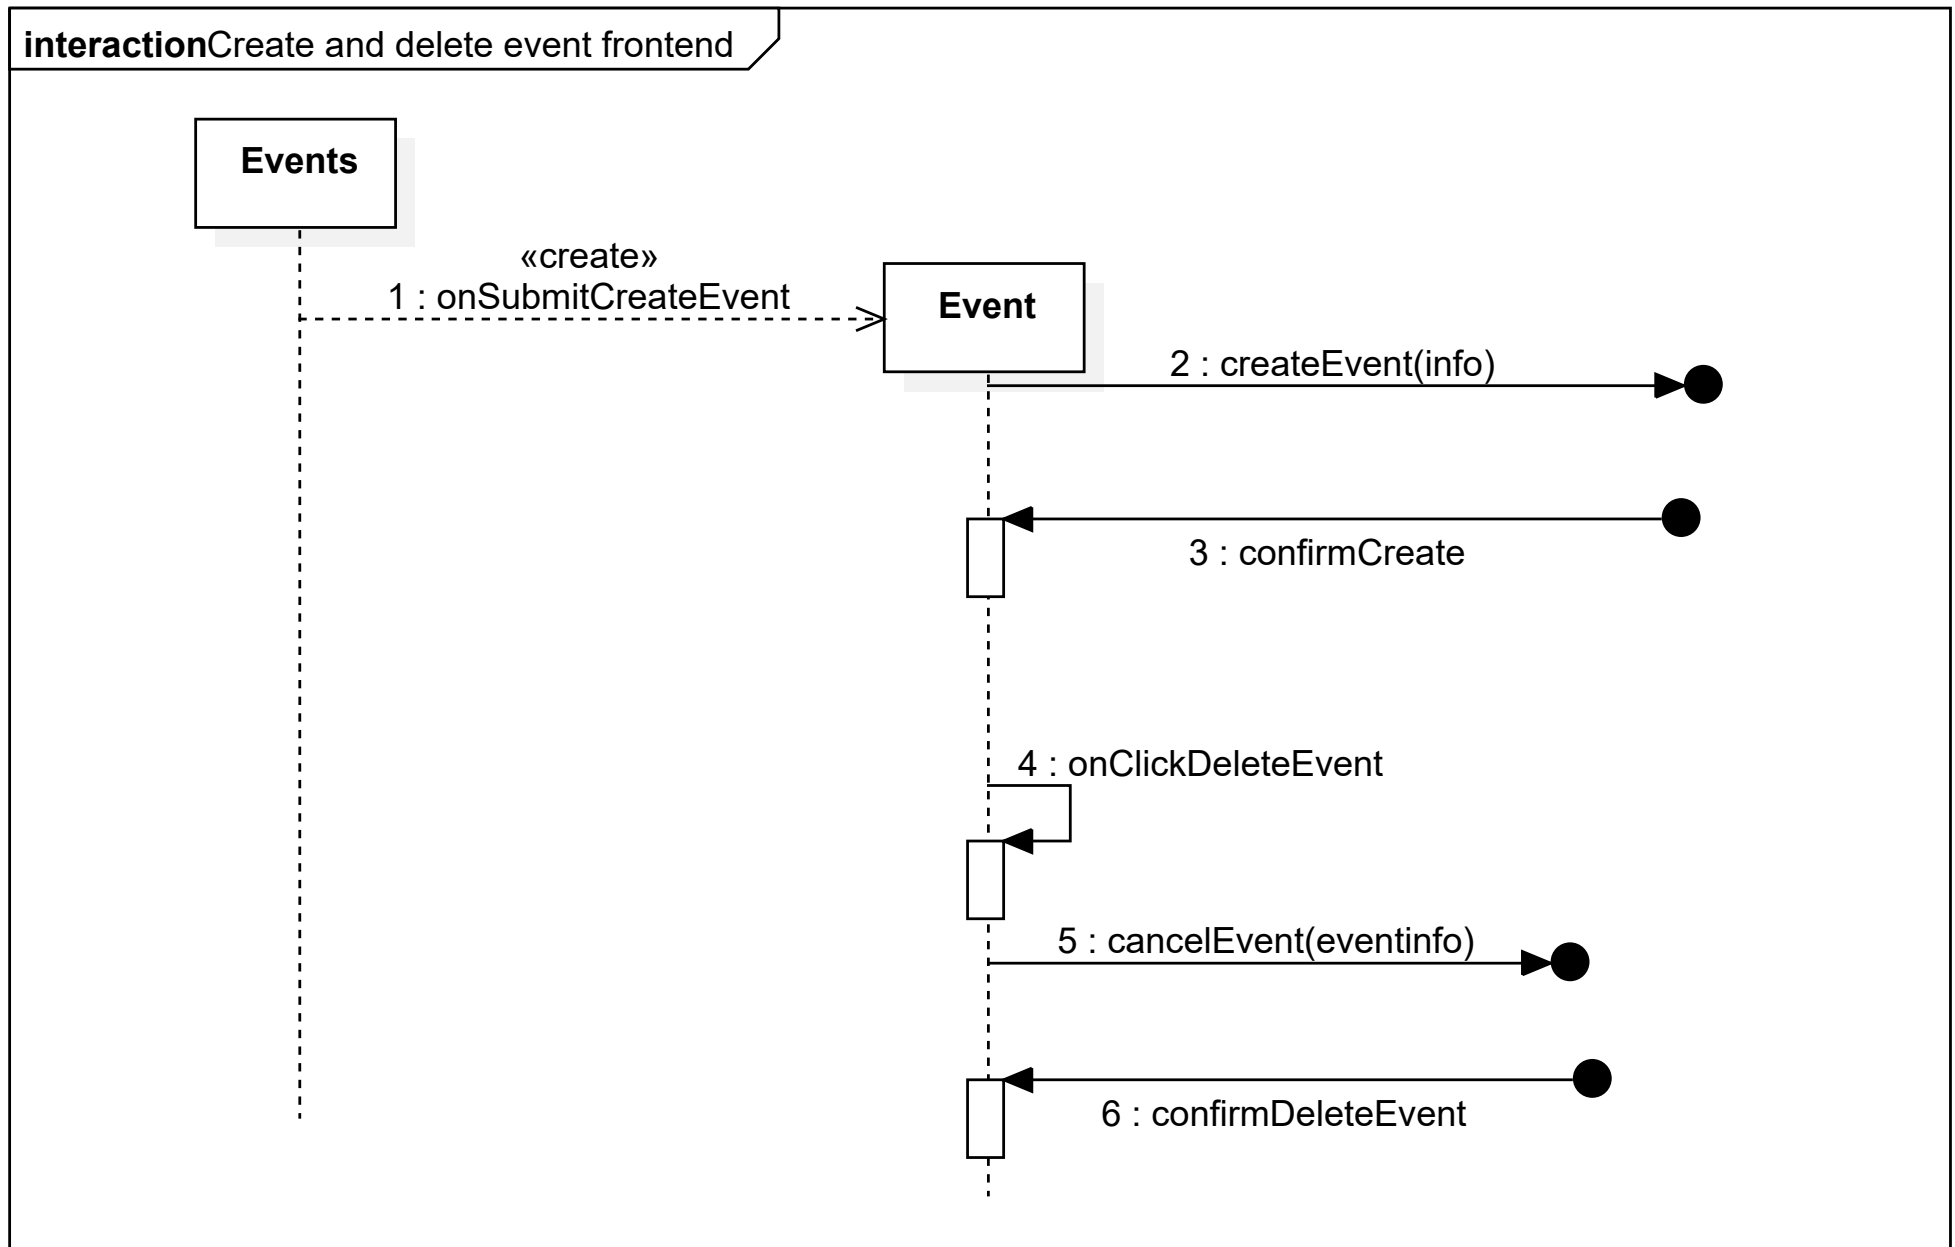 interactionCreate and delete event frontend
Events
«create»
1 : onSubmitCreateEvent
Event
2 : createEvent(info)
3 : confirmCreate
4 : onClickDeleteEvent
5 : cancelEvent(eventinfo)
6 : confirmDeleteEvent